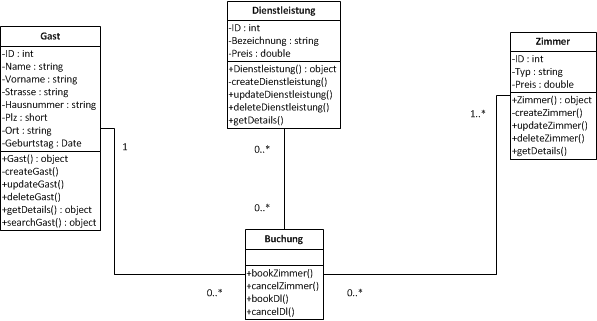 Gast
-ID : int
-Name : string
-Vorname : string
-Strasse : string
-Hausnummer : string
-Plz : short
-Ort : string
-Geburtstag : Date
+Gast() : object
-createGast()
+updateGast()
+deleteGast()
+getDetails() : object
+searchGast() : object
Dienstleistung
-ID : int
-Bezeichnung : string
-Preis : double
+Dienstleistung() : object
-createDienstleistung()
+updateDienstleistung()
+deleteDienstleistung()
+getDetails()
Zimmer
-ID : int
-Typ : string
-Preis : double
+Zimmer() : object
-createZimmer()
+updateZimmer()
+deleteZimmer()
+getDetails()
1
0..*
1..*
0..*
Buchung
+bookZimmer()
+cancelZimmer()
+bookDl()
+cancelDl()
0..*
0..*